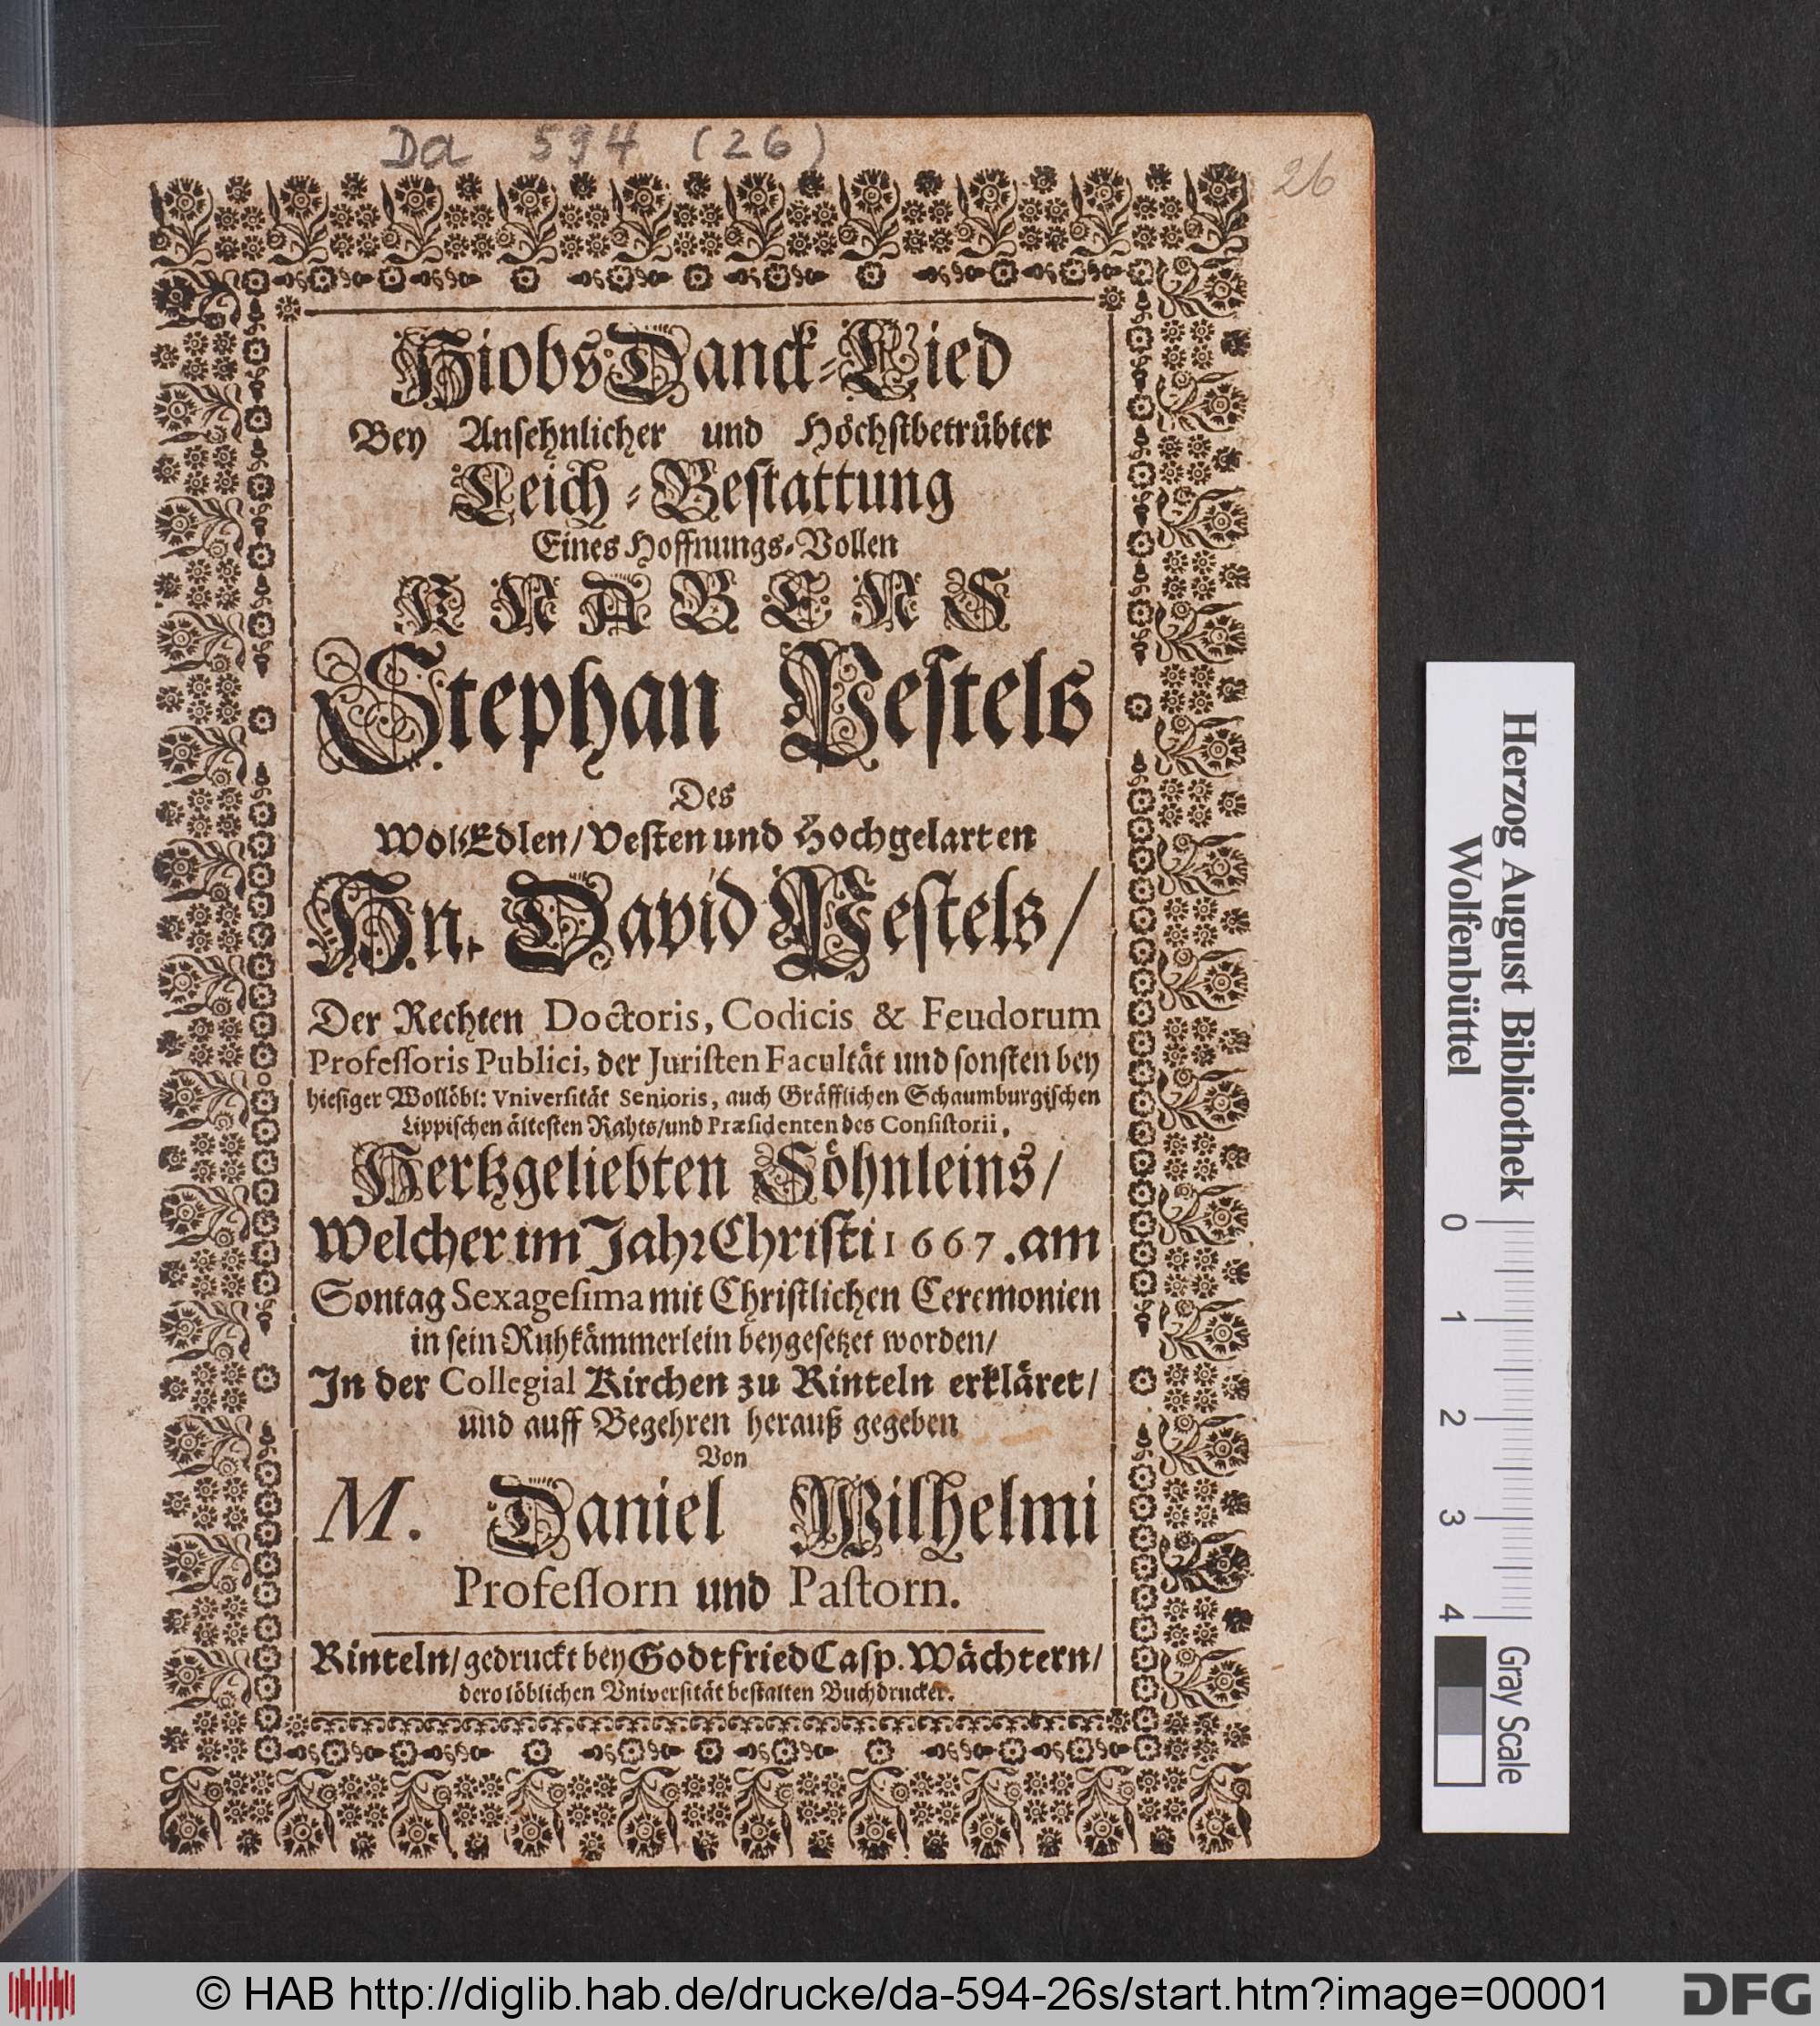 Da 594 (26)
26
Hiobs Danck-Lied
Bey Ansehnlicher und Höchstbetrübter
Leich-Bestattung
Eines Hoffnungs-Vollen
KNABENS
Stephan Pestels
Des
WolEdlen/ Vesten und Hochgelarten
Hn. David Pestels/
Der Rechten Doctoris, Codicis & Feudorum
Professoris Publici, der Juristen Facultät und sonsten bey
hiesiger Wollöbl: Vniversität Senioris, auch Gräfflichen Schaumburgischen
Lippischen ältesten Rahts/ und Præsidenten des Consistorii,
Hertzgeliebten Söhnleins/
Welcher im Jahr Christi 1667. am
Sontag Sexagesima mit Christlichen Ceremonien
in sein Ruhkämmerlein beygesetzet worden/
In der Collegial Kirchen zu Rinteln erkläret/
und auff Begehren herauß gegeben
Von
M. Daniel Wilhelmi
Professorn und Pastorn.
Rinteln/ gedruckt bey Godtfried Casp. Wächtern/
dero löblichen Vniversität bestalten Buchdrucker.
Herzog August Bibliothek
Wolfenbüttel
0 1 2 3 4
Gray Scale
© HAB http://diglib.hab.de/drucke/da-594-26s/start.htm?image=00001
DFG